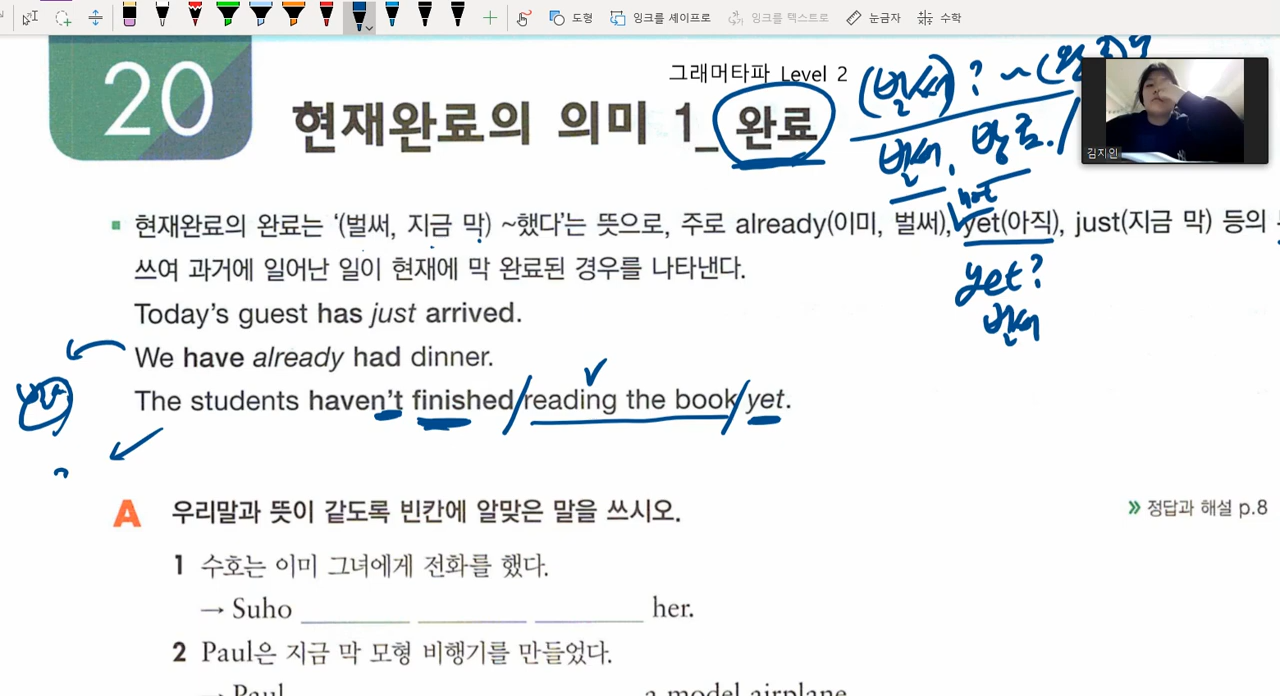 도형 잉크를 셰이프로 잉크를 텍스트로 눈금자 수학
20
그래머타파 Level 2
현재완료의 의미 1_ 완료
(벌써)? ~
벌써,
not
김지인
▪ 현재완료의 완료는 ‘(벌써, 지금 막) ~했다’는 뜻으로, 주로 already(이미, 벌써), yet(아직), just(지금 막) 등의
쓰여 과거에 일어난 일이 현재에 막 완료된 경우를 나타낸다.
yet?
벌써
Today’s guest has just arrived.
We have already had dinner.
The students haven’t finished/reading the book/yet.
?
A 우리말과 뜻이 같도록 빈칸에 알맞은 말을 쓰시오.
» 정답과 해설 p.8
1 수호는 이미 그녀에게 전화를 했다.
→ Suho ________ ________ ________ her.
2 Paul은 지금 막 모형 비행기를 만들었다.
→ Paul a model airplane